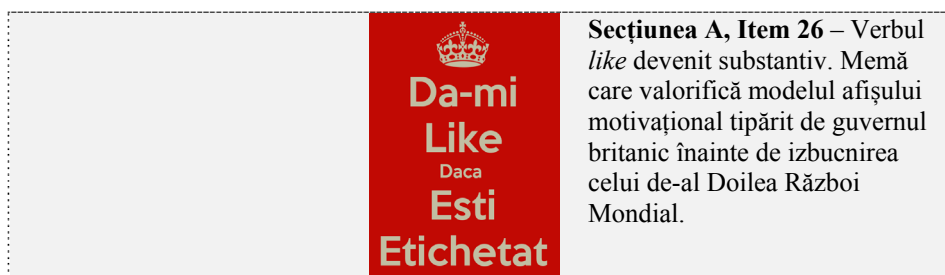 Da-mi
Like
Daca
Esti
Etichetat
Secțiunea A, Item 26 – Verbul
like devenit substantiv. Memă
care valorifică modelul afișului
motivațional tipărit de guvernul
britanic înainte de izbucnirea
celui de-al Doilea Război
Mondial.